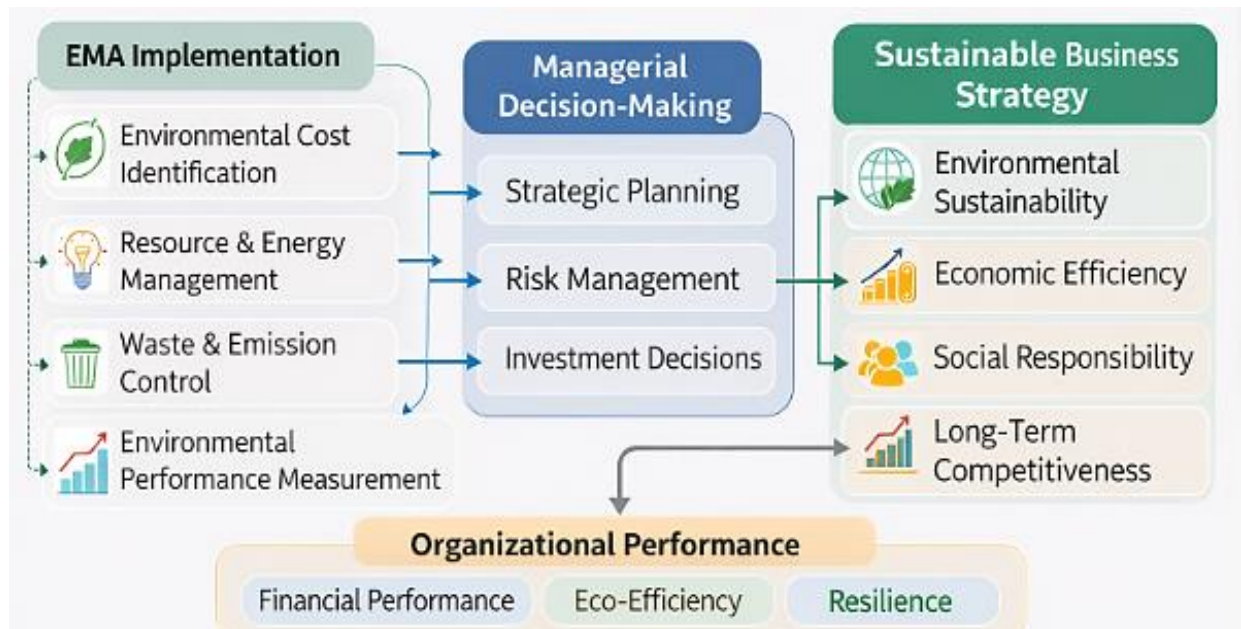 EMA Implementation
Environmental Cost
Identification
Resource & Energy
Management
Waste & Emission
Control
Environmental
Performance Measurement
Managerial
Decision-Making
Strategic Planning
Risk Management
Investment Decisions
Sustainable Business
Strategy
Environmental
Sustainability
Economic Efficiency
Social Responsibility
Long-Term
Competitiveness
Organizational Performance
Financial Performance
Eco-Efficiency
Resilience